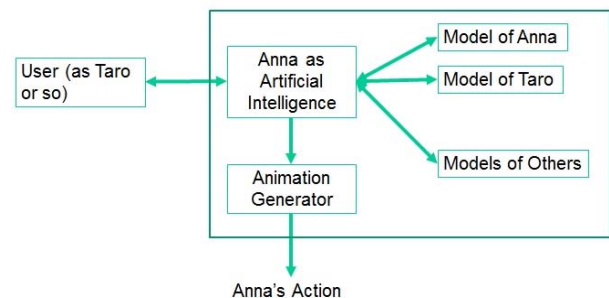 User (as Taro
or so)
Anna as
Artificial
Intelligence
Model of Anna
Model of Taro
Models of Others
Animation
Generator
Anna's Action